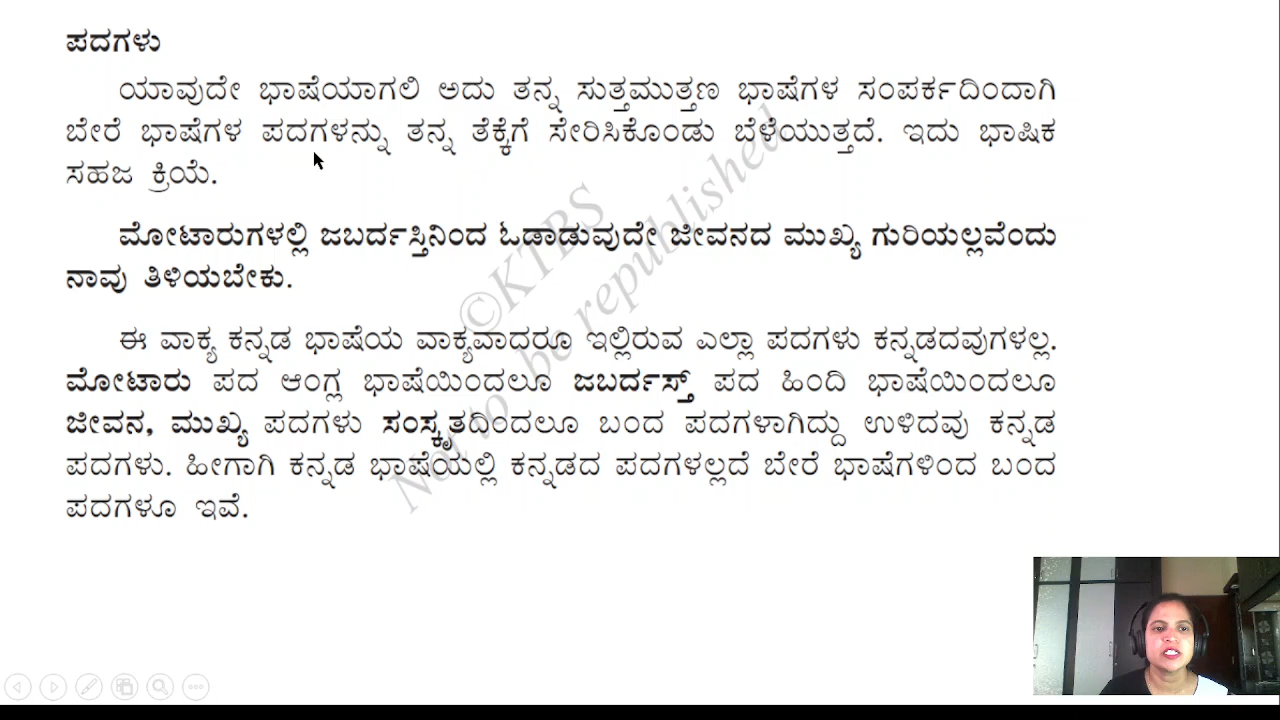 ಪದಗಳು
ಯಾವುದೇ ಭಾಷೆಯಾಗಲಿ ಅದು ತನ್ನ ಸುತ್ತಮುತ್ತಣ ಭಾಷೆಗಳ ಸಂಪರ್ಕದಿಂದಾಗಿ
ಬೇರೆ ಭಾಷೆಗಳ ಪದಗಳನ್ನು ತನ್ನ ತೆಕ್ಕೆಗೆ ಸೇರಿಸಿಕೊಂಡು ಬೆಳೆಯುತ್ತದೆ. ಇದು ಭಾಷಿಕ
ಸಹಜ ಕ್ರಿಯೆ.
ಮೋಟಾರುಗಳಲ್ಲಿ ಜಬರ್ದಸ್ತಿನಿಂದ ಓಡಾಡುವುದೇ ಜೀವನದ ಮುಖ್ಯ ಗುರಿಯಲ್ಲವೆಂದು
ನಾವು ತಿಳಿಯಬೇಕು.
ಈ ವಾಕ್ಯ ಕನ್ನಡ ಭಾಷೆಯ ವಾಕ್ಯವಾದರೂ ಇಲ್ಲಿರುವ ಎಲ್ಲಾ ಪದಗಳು ಕನ್ನಡದವುಗಳಲ್ಲ.
ಮೋಟಾರು ಪದ ಆಂಗ್ಲ ಭಾಷೆಯಿಂದಲೂ ಜಬರ್ದಸ್ತ್ ಪದ ಹಿಂದಿ ಭಾಷೆಯಿಂದಲೂ
ಜೀವನ, ಮುಖ್ಯ ಪದಗಳು ಸಂಸ್ಕೃತದಿಂದಲೂ ಬಂದ ಪದಗಳಾಗಿದ್ದು ಉಳಿದವು ಕನ್ನಡ
ಪದಗಳು. ಹೀಗಾಗಿ ಕನ್ನಡ ಭಾಷೆಯಲ್ಲಿ ಕನ್ನಡದ ಪದಗಳಲ್ಲದೆ ಬೇರೆ ಭಾಷೆಗಳಿಂದ ಬಂದ
ಪದಗಳೂ ಇವೆ.
©KTBS
Not to be republished